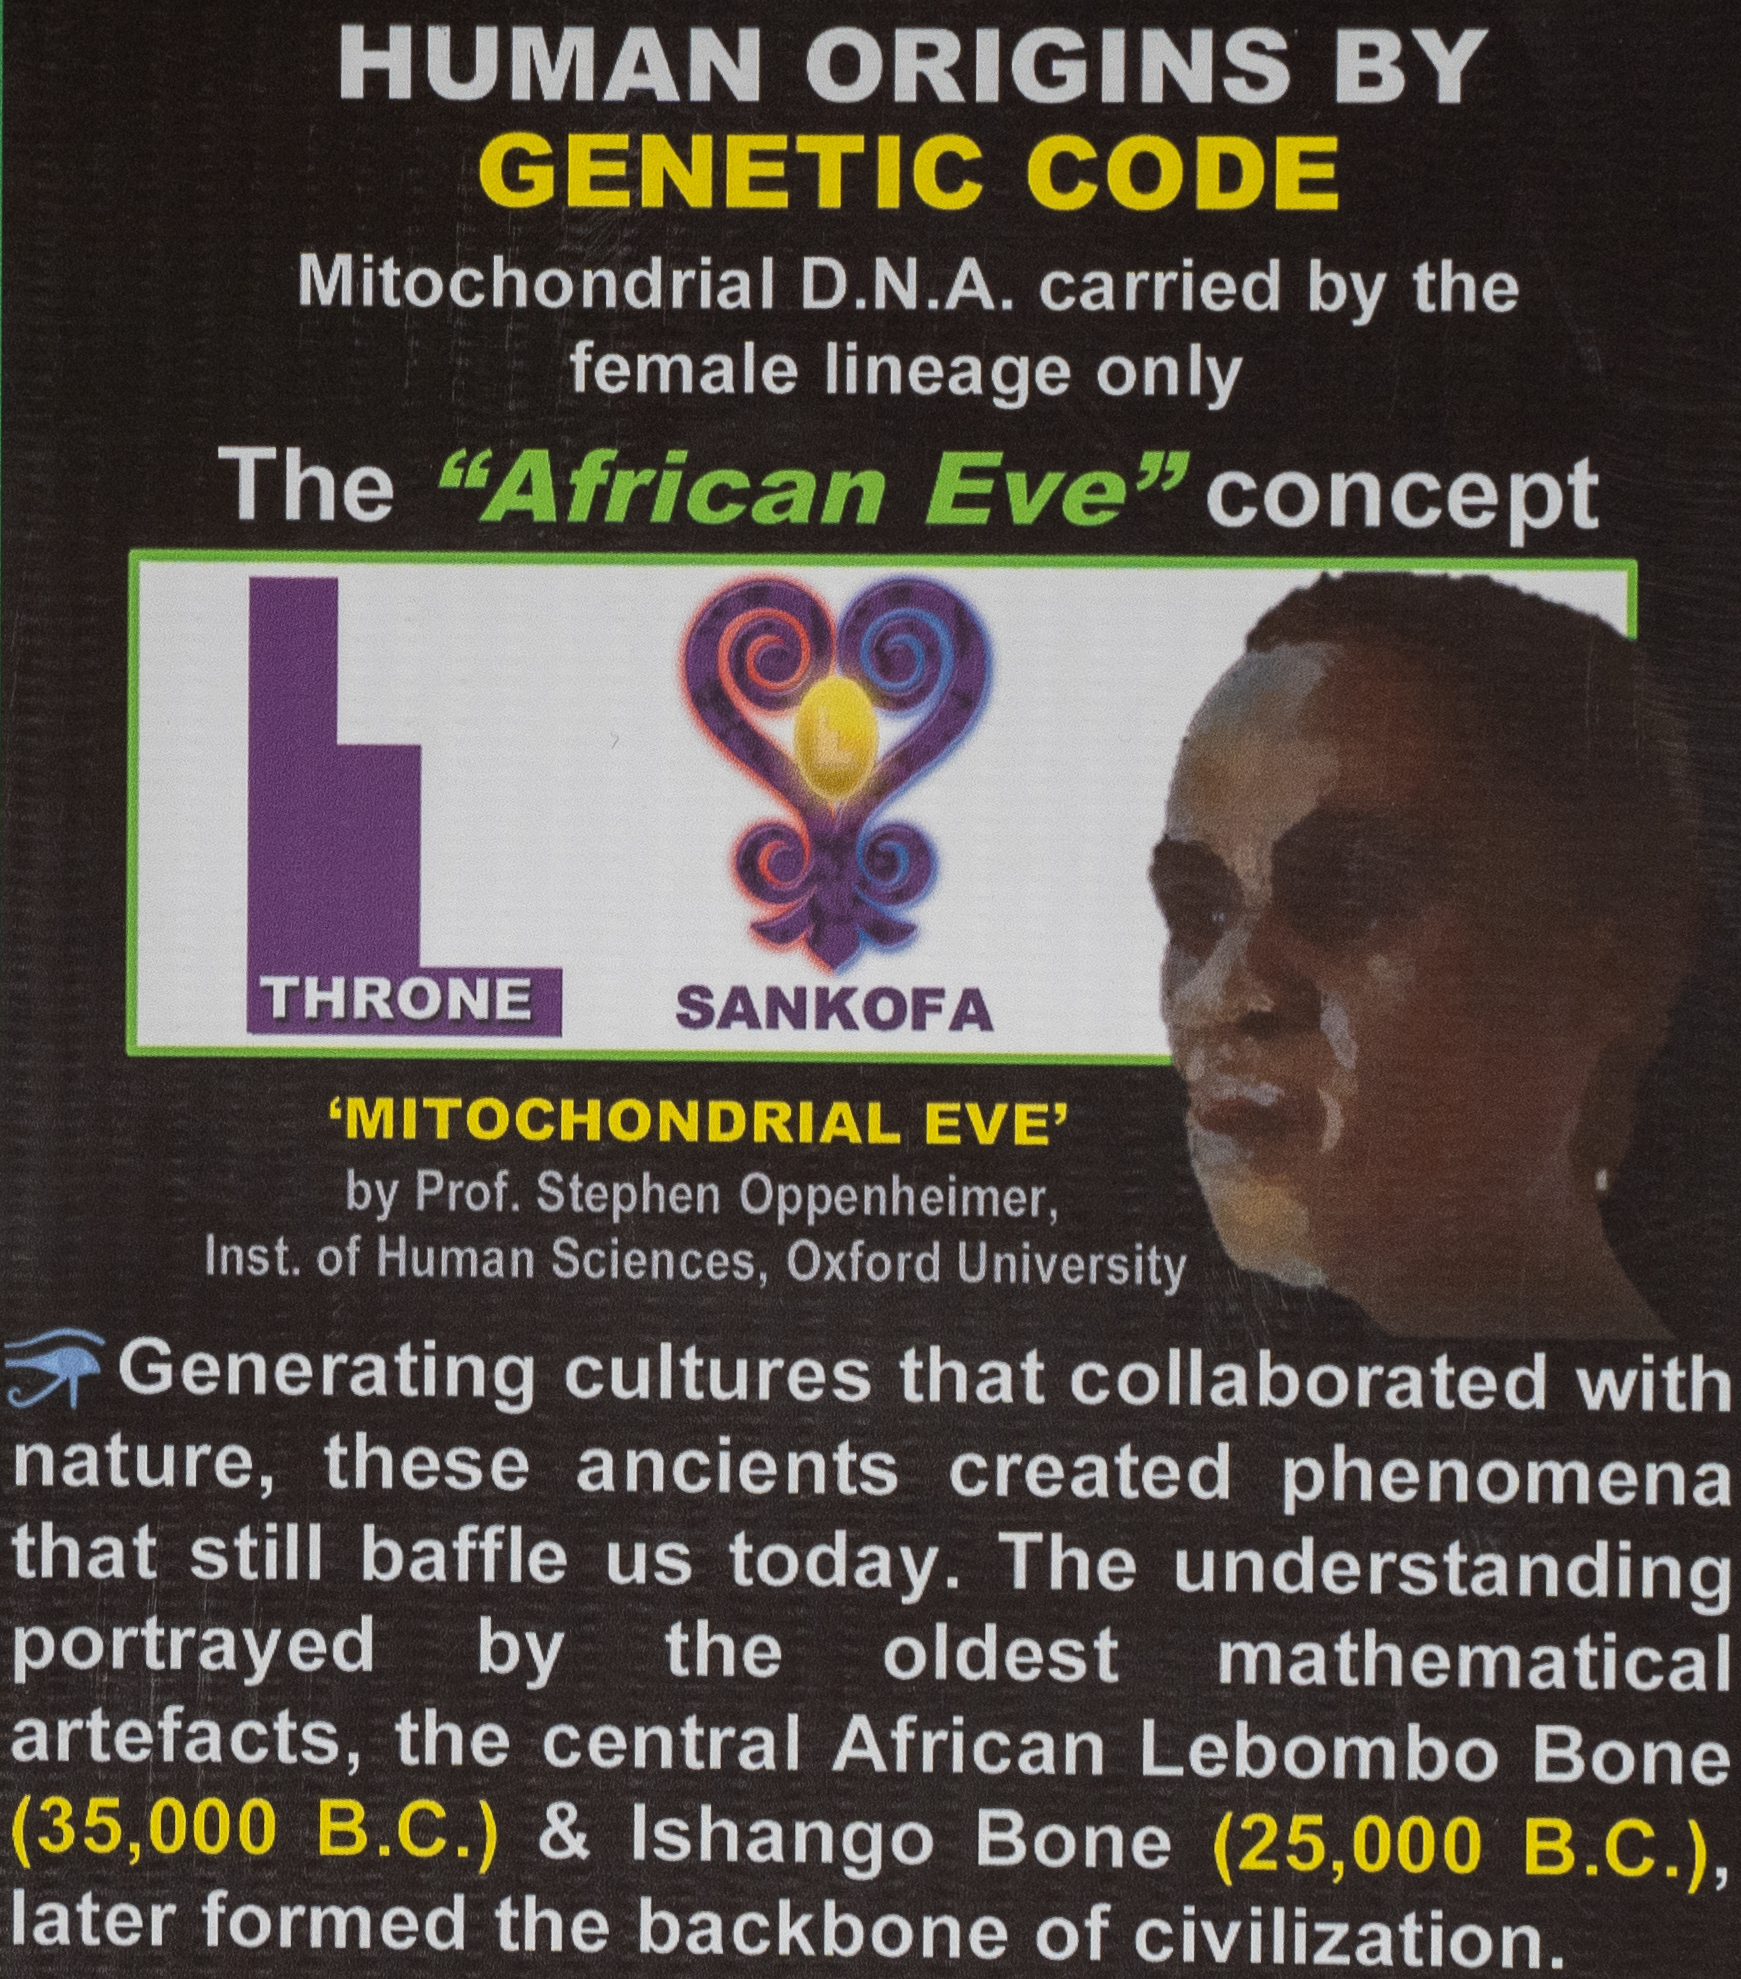 HUMAN ORIGINS BY
GENETIC CODE
Mitochondrial D.N.A. carried by the
female lineage only
The “African Eve” concept
THRONE
SANKOFA
‘MITOCHONDRIAL EVE’
by Prof. Stephen Oppenheimer,
Inst. of Human Sciences, Oxford University
Generating cultures that collaborated with
nature, these ancients created phenomena
that still baffle us today. The understanding
portrayed by the oldest mathematical
artefacts, the central African Lebombo Bone
(35,000 B.C.) & Ishango Bone (25,000 B.C.),
later formed the backbone of civilization.